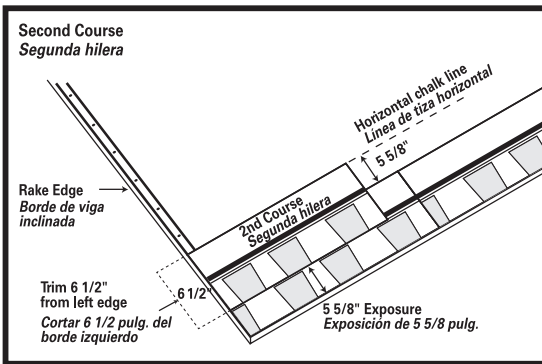 Second Course
Segunda hilera
Horizontal chalk line
Línea de tiza horizontal
5 5/8"
Rake Edge
Borde de viga
inclinada
2nd Course
Segunda hilera
Trim 6 1/2"
from left edge
Cortar 6 1/2 pulg. del
borde izquierdo
6 1/2"
5 5/8" Exposure
Exposición de 5 5/8 pulg.